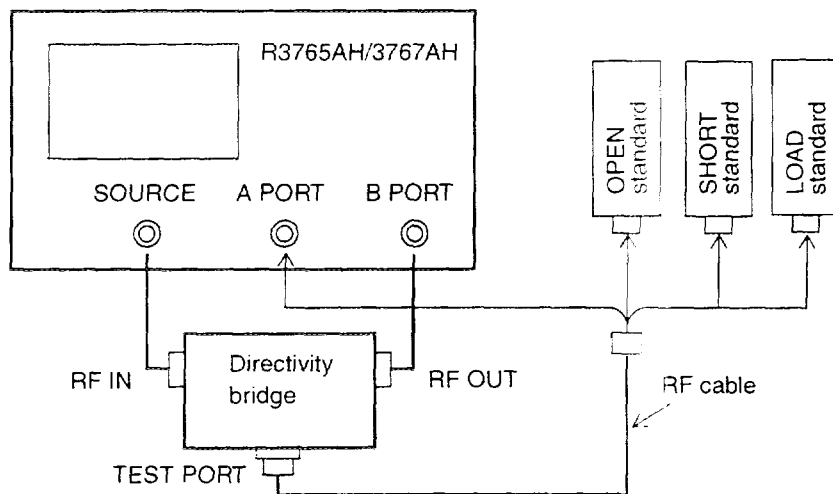 R3765AH/3767AH
SOURCE
A PORT
B PORT
OPEN
standard
SHORT
standard
LOAD
standard
RF IN
Directivity
bridge
RF OUT
TEST PORT
RF cable